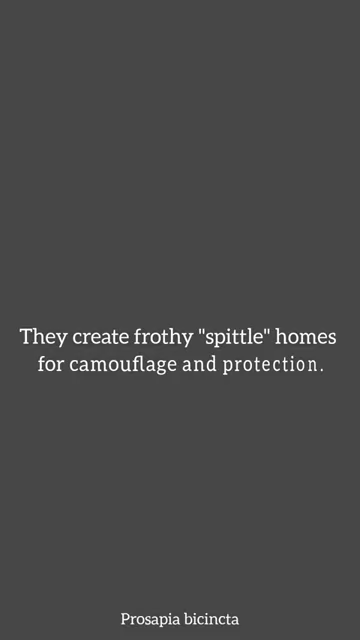 They create frothy "spittle" homes
for camouflage and protection.
Prosapia bicincta